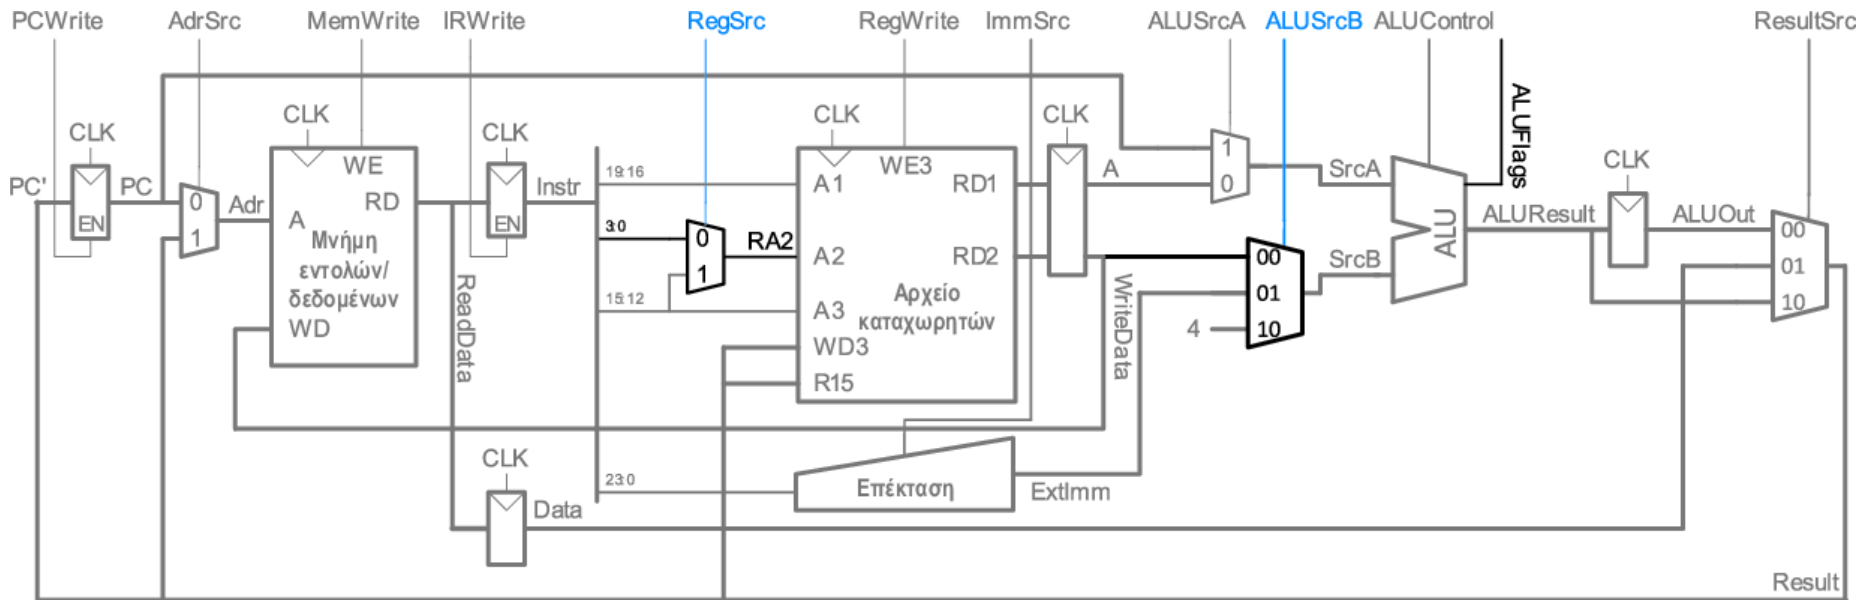 PCWrite AdrSrc MemWrite IRWrite RegSrc RegWrite ImmSrc ALUSrcA ALUSrcB ALUControl ResultSrc
ALUFlags
CLK CLK CLK CLK CLK CLK
PC' EN PC
0 1 Adr
WE RD A
Μνήμη
εντολών/
δεδομένων
WD
ReadData
EN Instr
19:16
3:0
15:12
23:0
0 1 RA2
WE3
A1 RD1
A2 RD2
A3
Αρχείο
καταχωρητών
WD3
R15
A
WriteData
1 0 SrcA
00 01 10 SrcB
4
ALU
ALUResult ALUOut
00
01
10
Επέκταση ExtImm
CLK
Data
Result